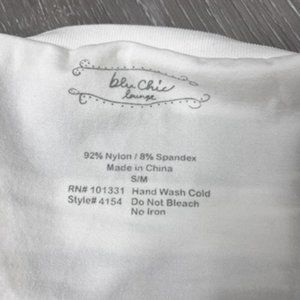 blu Chic
lounge
92% Nylon / 8% Spandex
Made in China
S/M
RN# 101331 Hand Wash Cold
Style# 4154 Do Not Bleach
No Iron